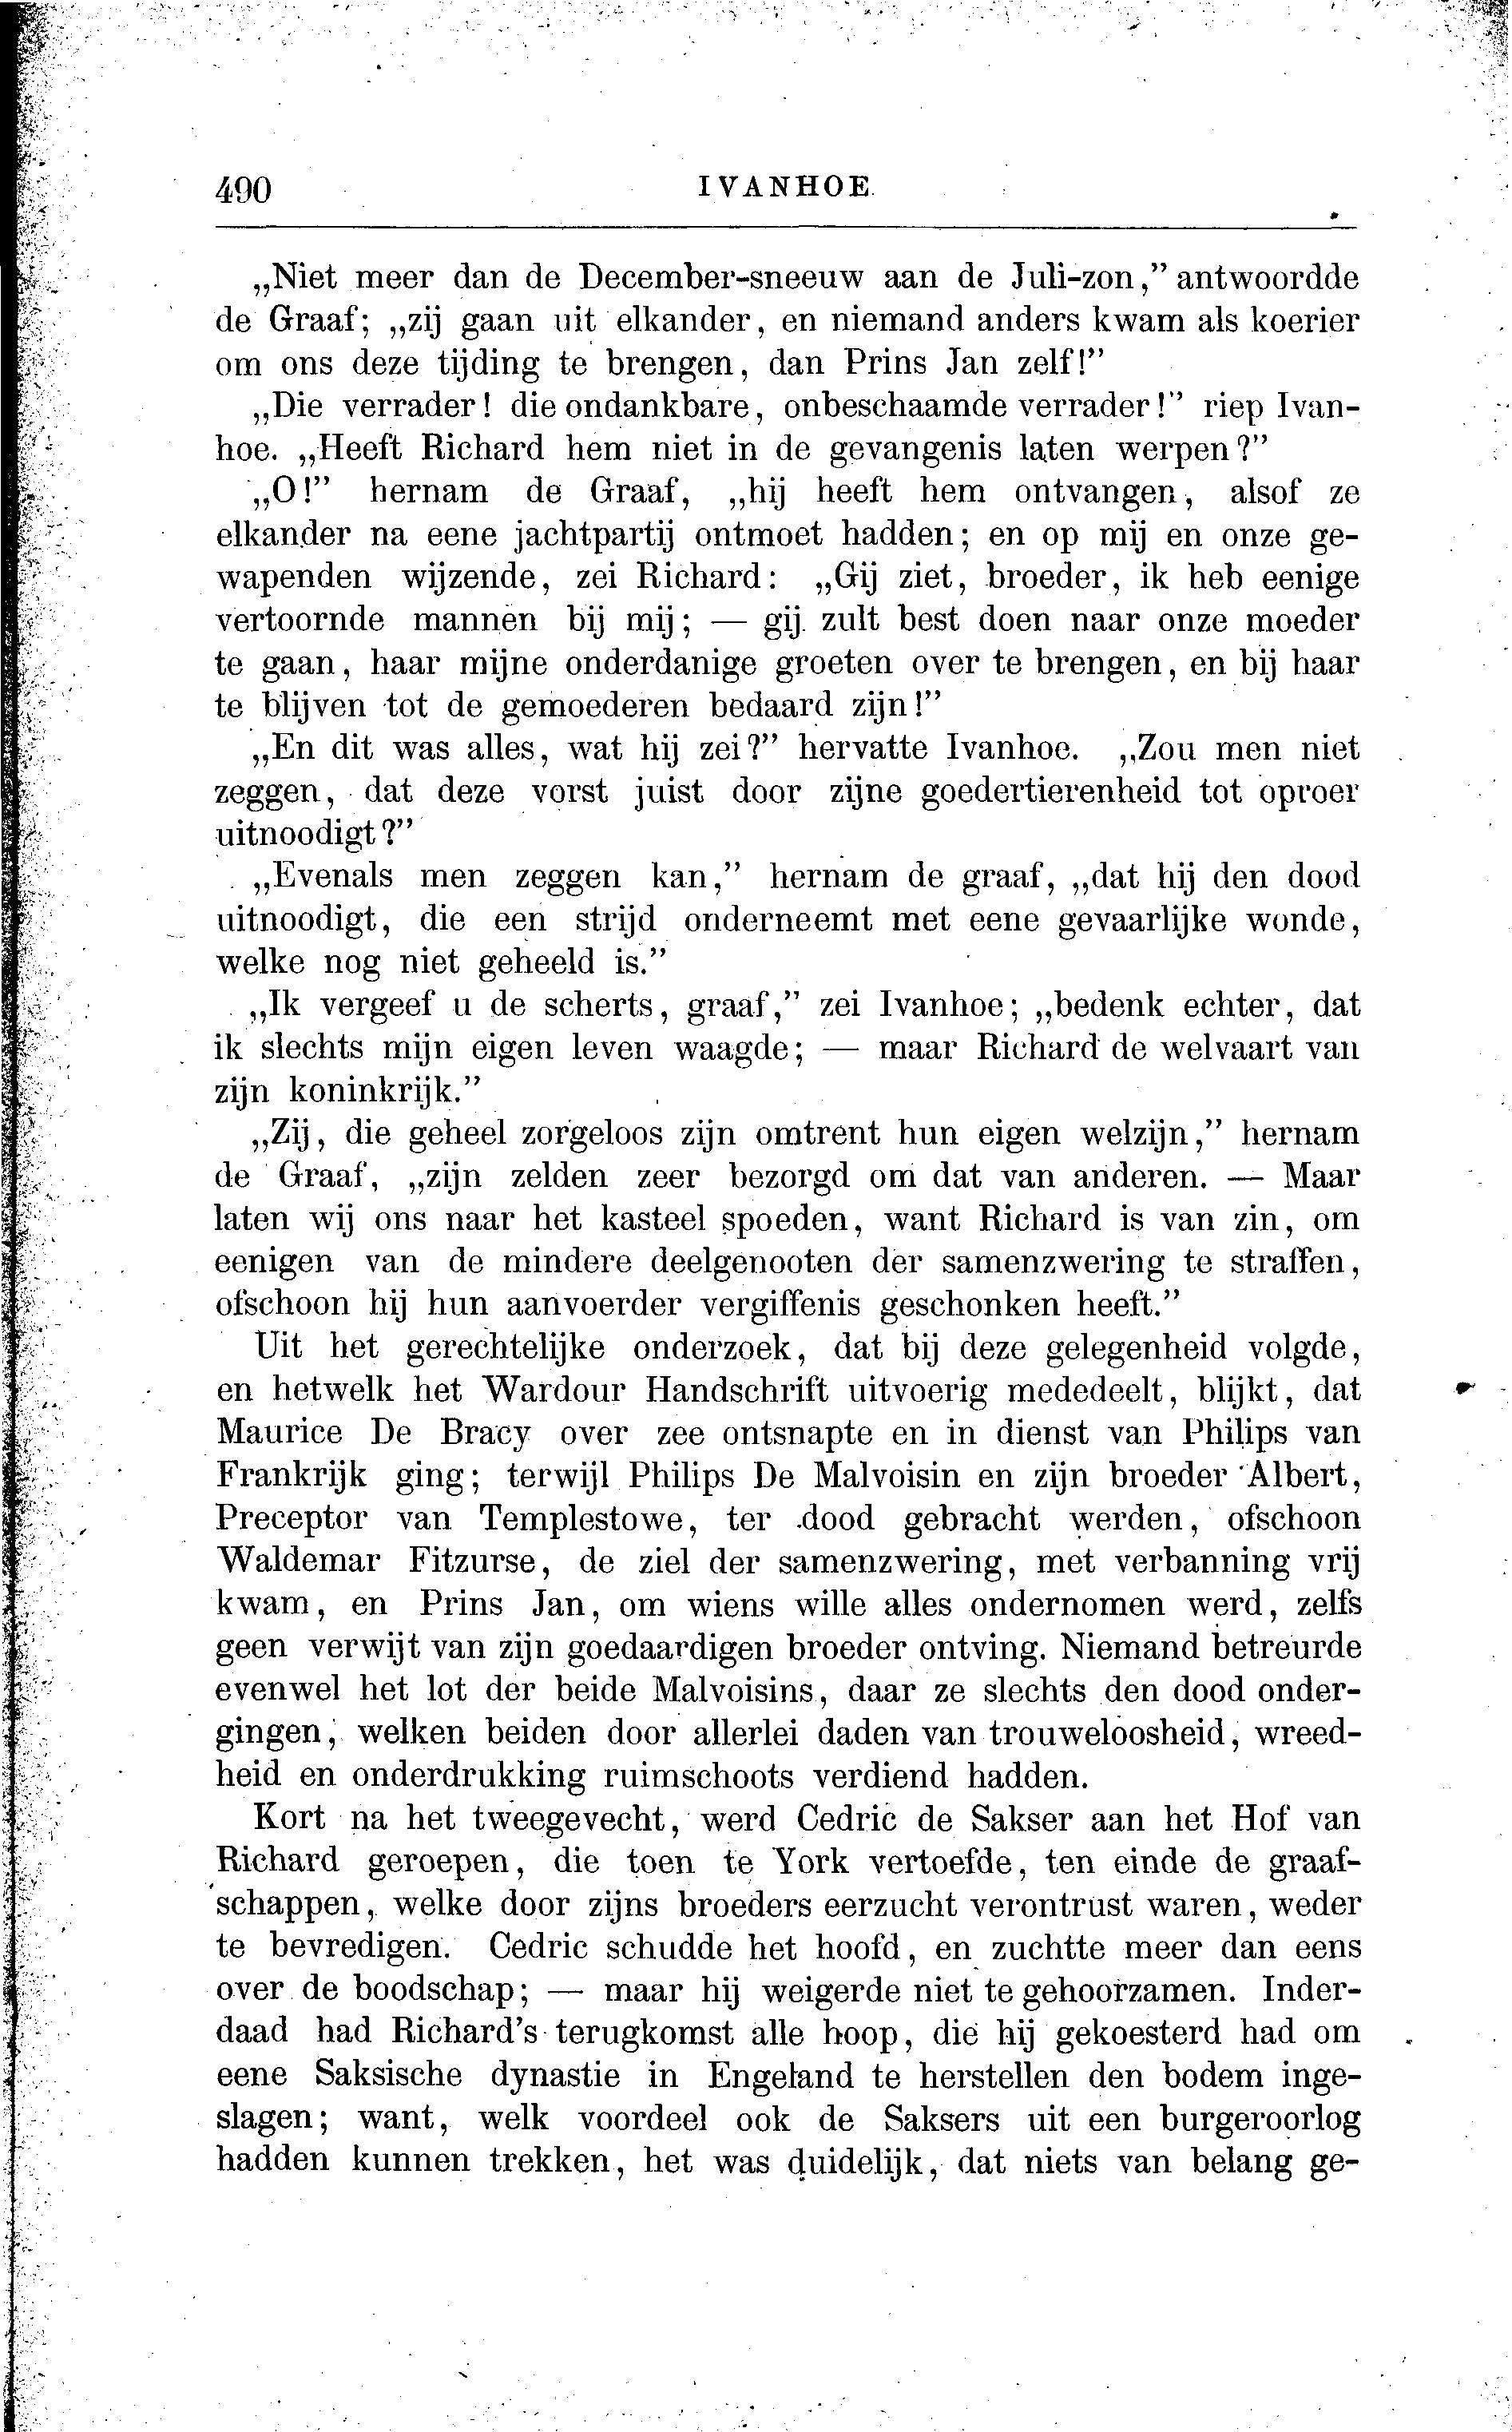 490
IVANHOE.
„Niet meer dan de December-sneeuw aan de Juli-zon,” antwoordde
de Graaf; „zij gaan uit elkander, en niemand anders kwam als koerier
om ons deze tijding te brengen, dan Prins Jan zelf!”
„Die verrader! die ondankbare, onbeschaamde verrader!” riep Ivan-
hoe. „Heeft Richard hem niet in de gevangenis laten werpen?”
„O!” hernam de Graaf, „hij heeft hem ontvangen, alsof ze
elkander na eene jachtpartij ontmoet hadden; en op mij en onze ge-
wapenden wijzende, zei Richard: „Gij ziet, broeder, ik heb eenige
vertoornde mannen bij mij; — gij zult best doen naar onze moeder
te gaan, haar mijne onderdanige groeten over te brengen, en bij haar
te blijven tot de gemoederen bedaard zijn!”
„En dit was alles, wat hij zei?” hervatte Ivanhoe. „Zou men niet
zeggen, dat deze vorst juist door zijne goedertierenheid tot oproer
uitnoodigt?”
„Evenals men zeggen kan,” hernam de graaf, „dat hij den dood
uitnoodigt, die een strijd onderneemt met eene gevaarlijke wonde,
welke nog niet geheeld is.”
„Ik vergeef u de scherts, graaf,” zei Ivanhoe; „bedenk echter, dat
ik slechts mijn eigen leven waagde; — maar Richard de welvaart van
zijn koninkrijk.”
„Zij, die geheel zorgeloos zijn omtrent hun eigen welzijn,” hernam
de Graaf, „zijn zelden zeer bezorgd om dat van anderen. — Maar
laten wij ons naar het kasteel spoeden, want Richard is van zin, om
eenigen van de mindere deelgenooten der samenzwering te straffen,
ofschoon hij hun aanvoerder vergiffenis geschonken heeft.”
Uit het gerechtelijke onderzoek, dat bij deze gelegenheid volgde,
en hetwelk het Wardour Handschrift uitvoerig mededeelt, blijkt, dat
Maurice De Bracy over zee ontsnapte en in dienst van Philips van
Frankrijk ging; terwijl Philips De Malvoisin en zijn broeder Albert,
Preceptor van Templestowe, ter dood gebracht werden, ofschoon
Waldemar Fitzurse, de ziel der samenzwering, met verbanning vrij
kwam, en Prins Jan, om wiens wille alles ondernomen werd, zelfs
geen verwijt van zijn goedaardigen broeder ontving. Niemand betreurde
evenwel het lot der beide Malvoisins, daar ze slechts den dood onder-
gingen, welken beiden door allerlei daden van trouweloosheid, wreed-
heid en onderdrukking ruimschoots verdiend hadden.
Kort na het tweegevecht, werd Cedric de Sakser aan het Hof van
Richard geroepen, die toen te York vertoefde, ten einde de graaf-
schappen, welke door zijns broeders eerzucht verontrust waren, weder
te bevredigen. Cedric schudde het hoofd, en zuchtte meer dan eens
over de boodschap; — maar hij weigerde niet te gehoorzamen. Inder-
daad had Richard's terugkomst alle hoop, die hij gekoesterd had om
eene Saksische dynastie in Engeland te herstellen den bodem inge-
slagen; want, welk voordeel ook de Saksers uit een burgeroorlog
hadden kunnen trekken, het was duidelijk, dat niets van belang ge-